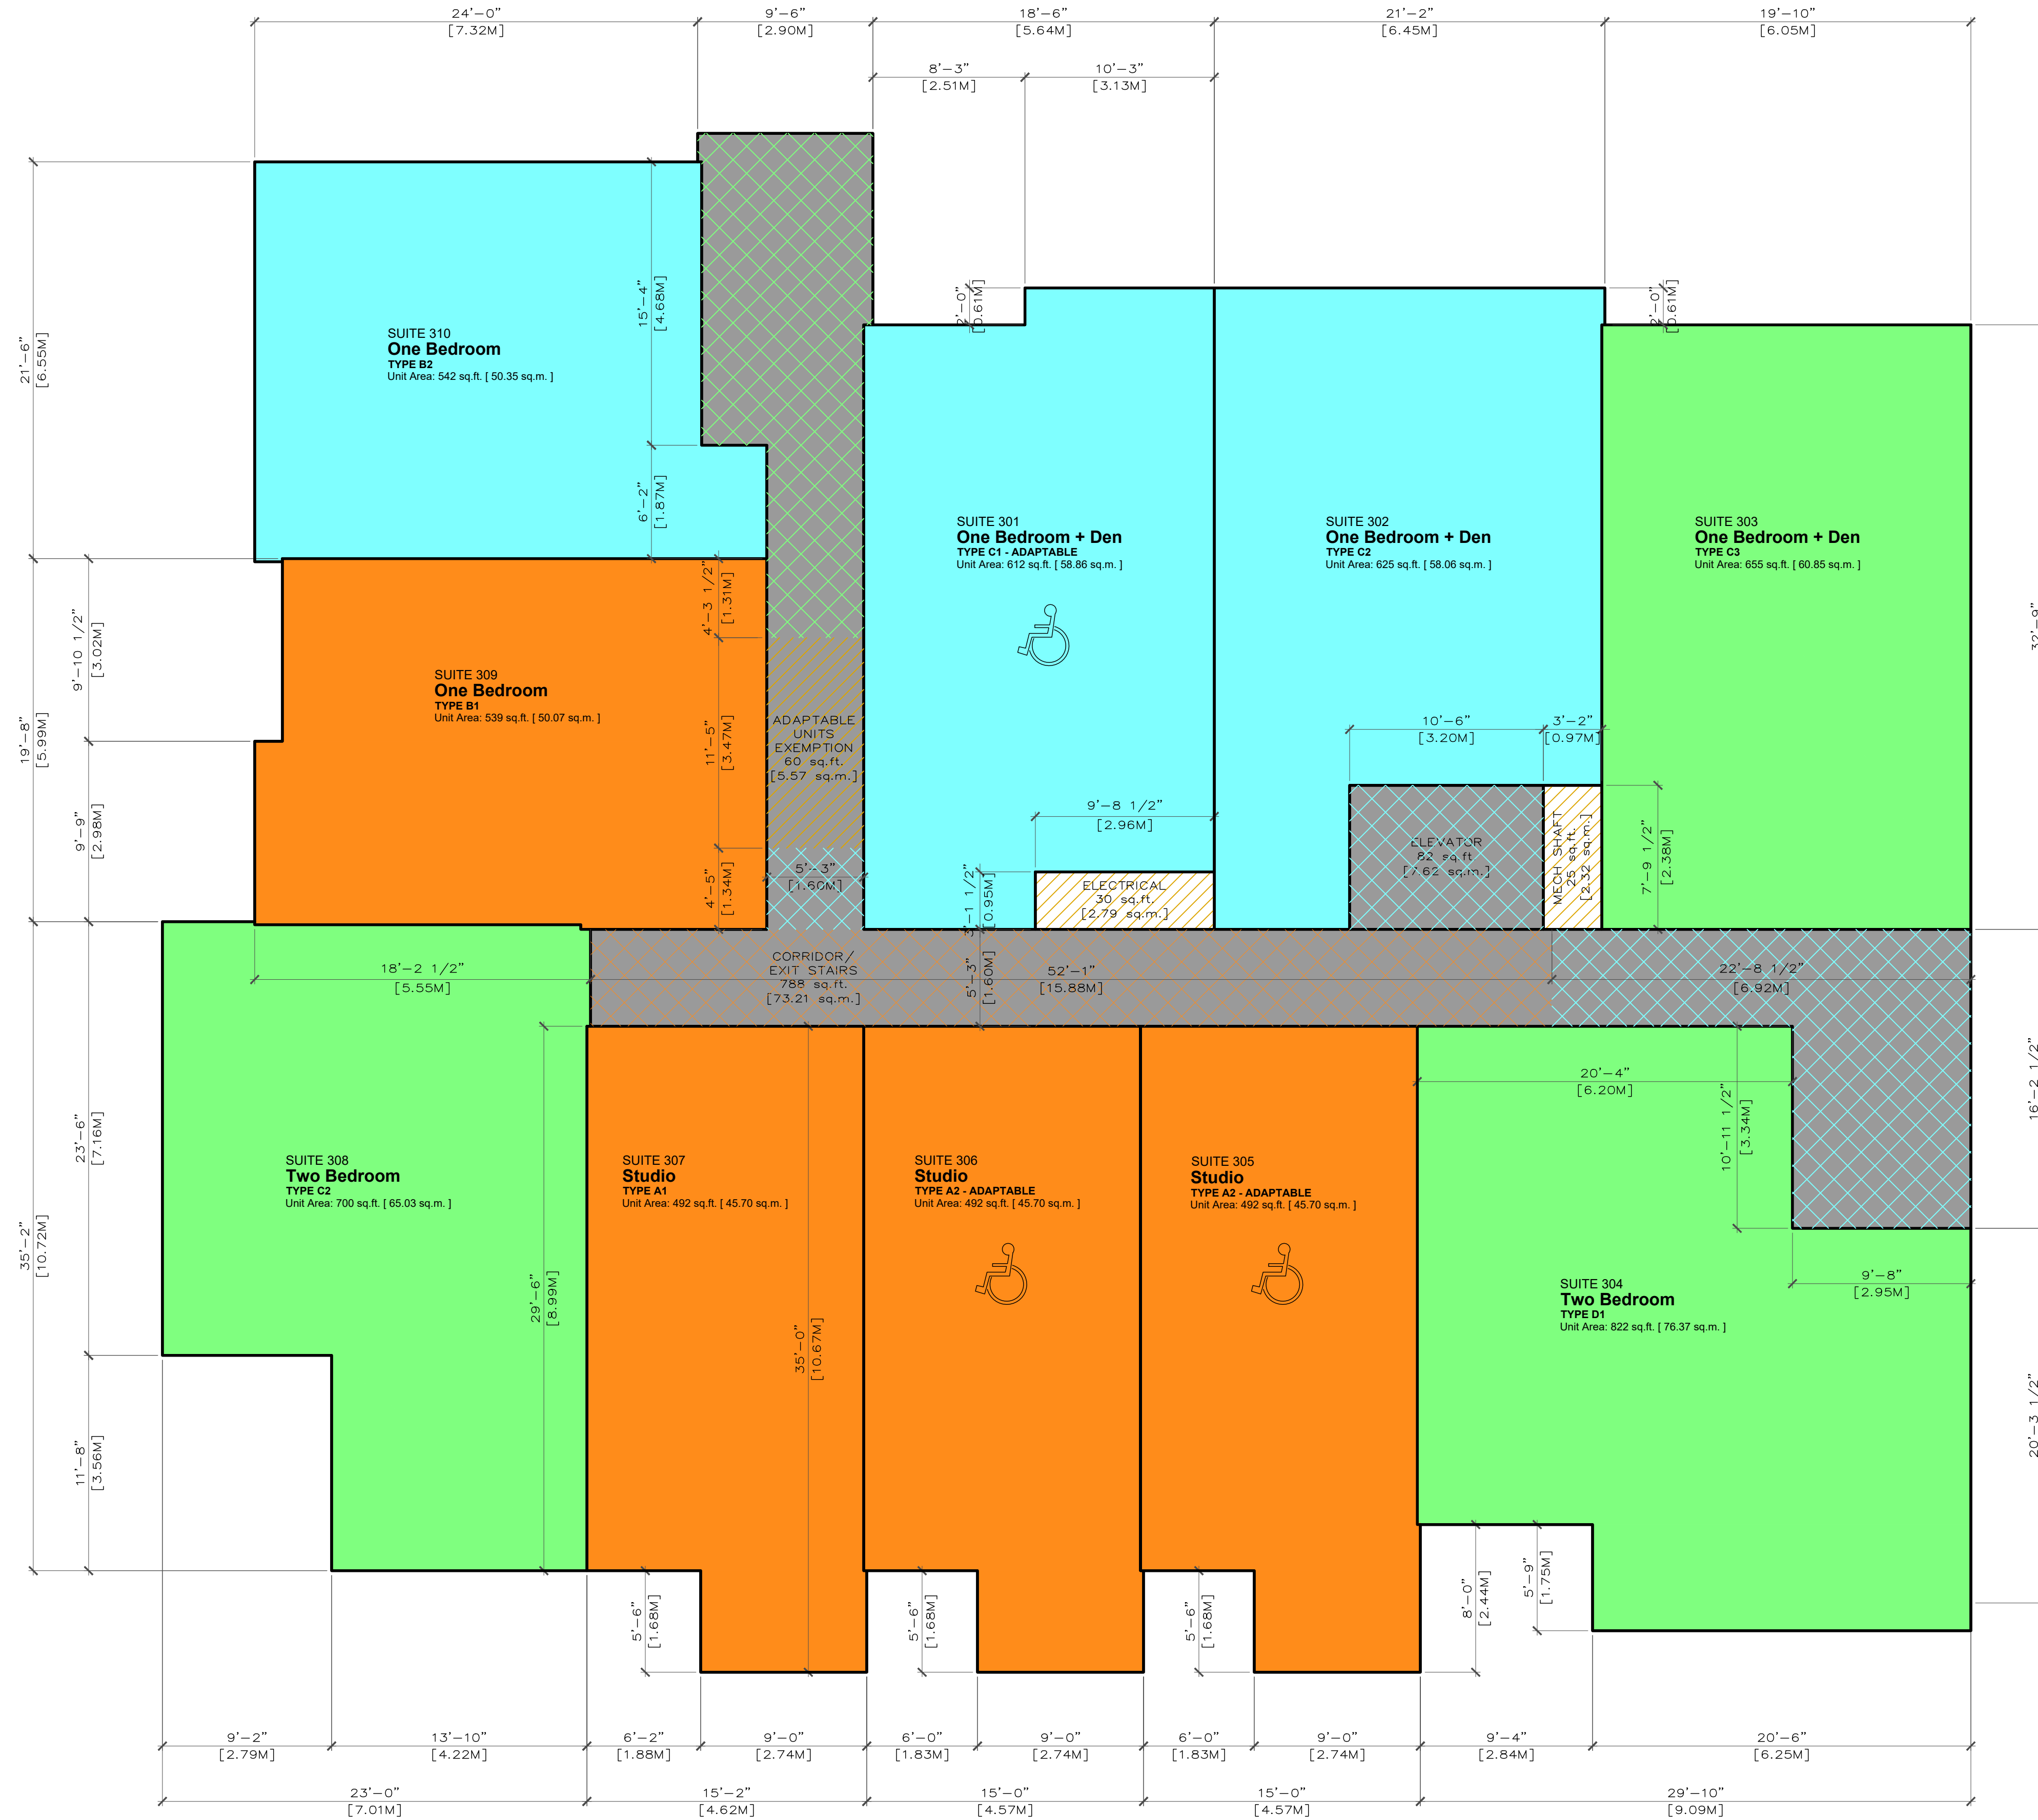 24'-0"
[7.32M]
9'-6"
[2.90M]
18'-6"
[5.64M]
21'-2"
[6.45M]
19'-10"
[6.05M]
8'-3"
[2.51M]
10'-3"
[3.13M]
2'-0"
[0.61M]
2'-0"
[0.61M]
15'-4"
[4.68M]
SUITE 310
One Bedroom
TYPE B2
Unit Area: 542 sq.ft. [ 50.35 sq.m. ]
21'-6"
[6.55M]
6'-2"
[1.87M]
SUITE 301
One Bedroom + Den
TYPE C1 - ADAPTABLE
Unit Area: 612 sq.ft. [ 58.86 sq.m. ]
SUITE 302
One Bedroom + Den
TYPE C2
Unit Area: 625 sq.ft. [ 58.06 sq.m. ]
SUITE 303
One Bedroom + Den
TYPE C3
Unit Area: 655 sq.ft. [ 60.85 sq.m. ]
32'-9"
4'-3 1/2"
[1.31M]
9'-10 1/2"
[3.02M]
SUITE 309
One Bedroom
TYPE B1
Unit Area: 539 sq.ft. [ 50.07 sq.m. ]
19'-8"
[5.99M]
11'-5"
[3.47M]
ADAPTABLE
UNITS
EXEMPTION
60 sq.ft.
[5.57 sq.m.]
10'-6"
[3.20M]
3'-2"
[0.97M]
9'-8 1/2"
[2.96M]
9'-9"
[2.98M]
ELEVATOR
82 sq.ft
[7.62 sq.m.]
MECH SHAFT
25 sq.ft.
[2.32 sq.m.]
7'-9 1/2"
[2.38M]
4'-5"
[1.34M]
5'-3"
[1.60M]
3'-1 1/2"
[0.95M]
ELECTRICAL
30 sq.ft.
[2.79 sq.m.]
18'-2 1/2"
[5.55M]
CORRIDOR/
EXIT STAIRS
788 sq.ft.
[73.21 sq.m.]
5'-3"
[1.60M]
52'-1"
[15.88M]
22'-8 1/2"
[6.92M]
16'-2 1/2"
20'-4"
[6.20M]
10'-11 1/2"
[3.34M]
23'-6"
[7.16M]
SUITE 308
Two Bedroom
TYPE C2
Unit Area: 700 sq.ft. [ 65.03 sq.m. ]
SUITE 307
Studio
TYPE A1
Unit Area: 492 sq.ft. [ 45.70 sq.m. ]
SUITE 306
Studio
TYPE A2 - ADAPTABLE
Unit Area: 492 sq.ft. [ 45.70 sq.m. ]
SUITE 305
Studio
TYPE A2 - ADAPTABLE
Unit Area: 492 sq.ft. [ 45.70 sq.m. ]
35'-2"
[10.72M]
29'-6"
[8.99M]
35'-0"
[10.67M]
9'-8"
[2.95M]
SUITE 304
Two Bedroom
TYPE D1
Unit Area: 822 sq.ft. [ 76.37 sq.m. ]
20'-3 1/2"
11'-8"
[3.56M]
5'-6"
[1.68M]
5'-6"
[1.68M]
5'-6"
[1.68M]
8'-0"
[2.44M]
5'-9"
[1.75M]
9'-2"
[2.79M]
13'-10"
[4.22M]
6'-2"
[1.88M]
9'-0"
[2.74M]
6'-0"
[1.83M]
9'-0"
[2.74M]
6'-0"
[1.83M]
9'-0"
[2.74M]
9'-4"
[2.84M]
20'-6"
[6.25M]
23'-0"
[7.01M]
15'-2"
[4.62M]
15'-0"
[4.57M]
15'-0"
[4.57M]
29'-10"
[9.09M]